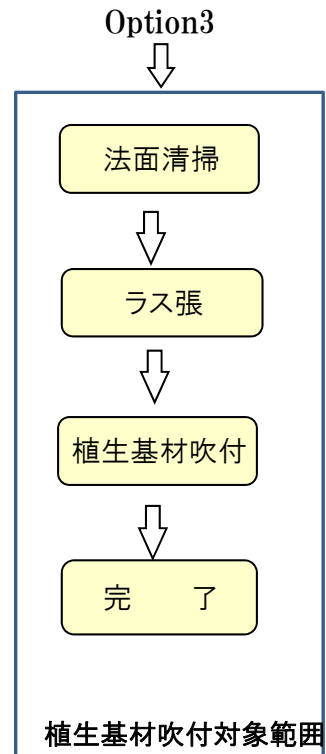 Option3
法面清掃
ラス張
植生基材吹付
完　　了
植生基材吹付対象範囲